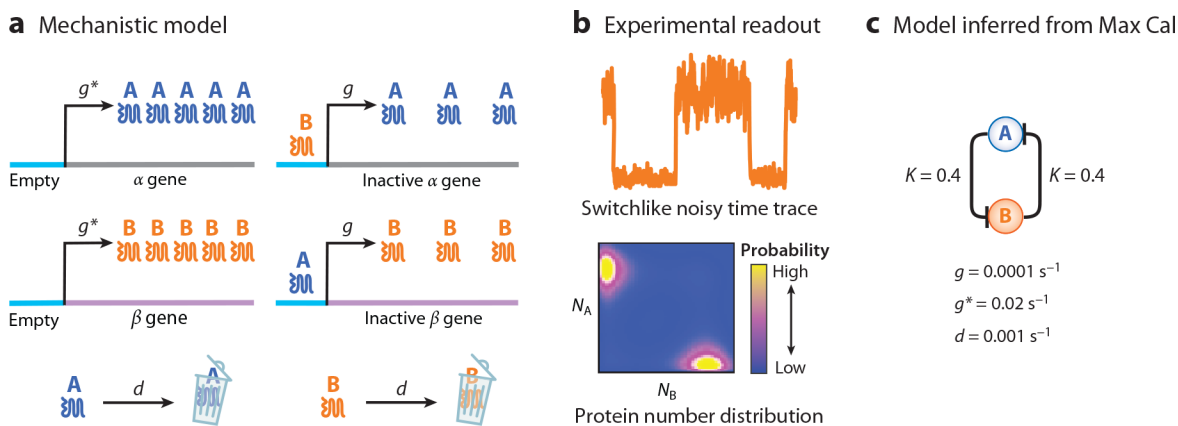 a Mechanistic model
g*
A A A A A
Empty
α gene
B
g
A A A
Inactive α gene
g*
B B B B B
Empty
β gene
A
g
B B B
Inactive β gene
A
d
A
B
d
B
b Experimental readout
Switchlike noisy time trace
N_A
N_B
Probability
High
Low
Protein number distribution
c Model inferred from Max Cal
A
K = 0.4
K = 0.4
B
g = 0.0001 s⁻¹
g* = 0.02 s⁻¹
d = 0.001 s⁻¹